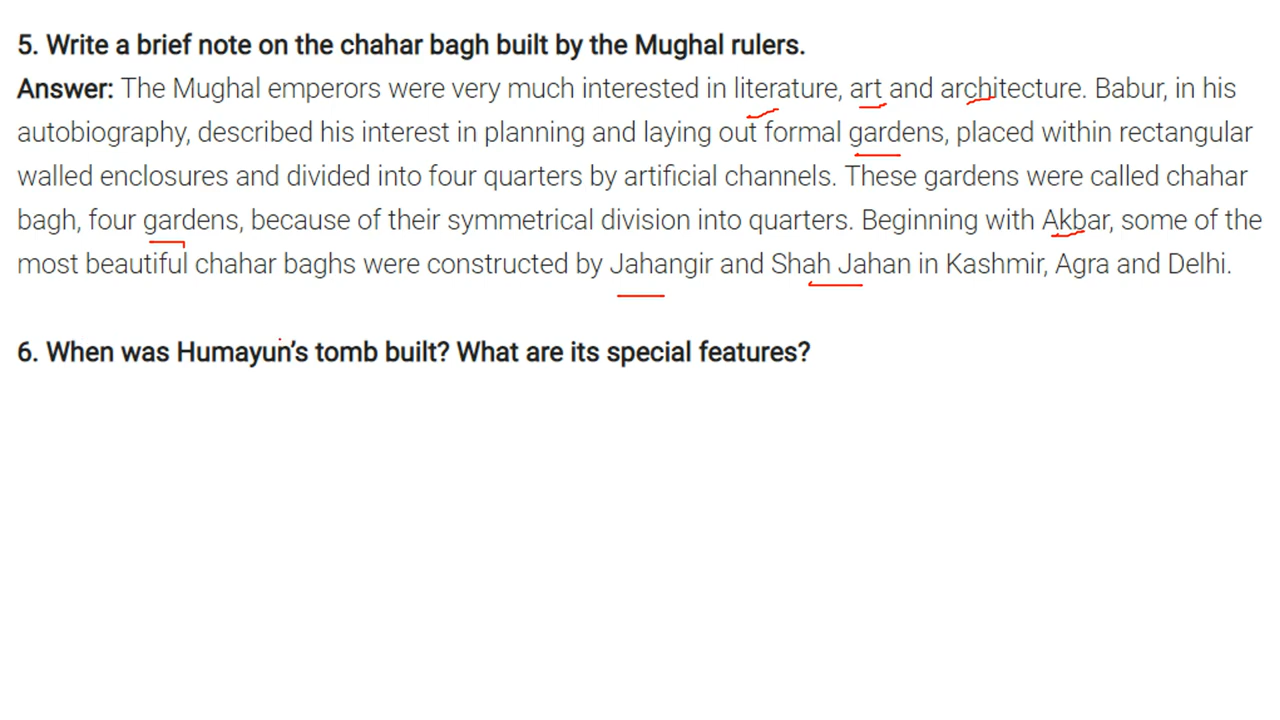 5. Write a brief note on the chahar bagh built by the Mughal rulers.
Answer: The Mughal emperors were very much interested in literature, art and architecture. Babur, in his
autobiography, described his interest in planning and laying out formal gardens, placed within rectangular
walled enclosures and divided into four quarters by artificial channels. These gardens were called chahar
bagh, four gardens, because of their symmetrical division into quarters. Beginning with Akbar, some of the
most beautiful chahar baghs were constructed by Jahangir and Shah Jahan in Kashmir, Agra and Delhi.
6. When was Humayun’s tomb built? What are its special features?